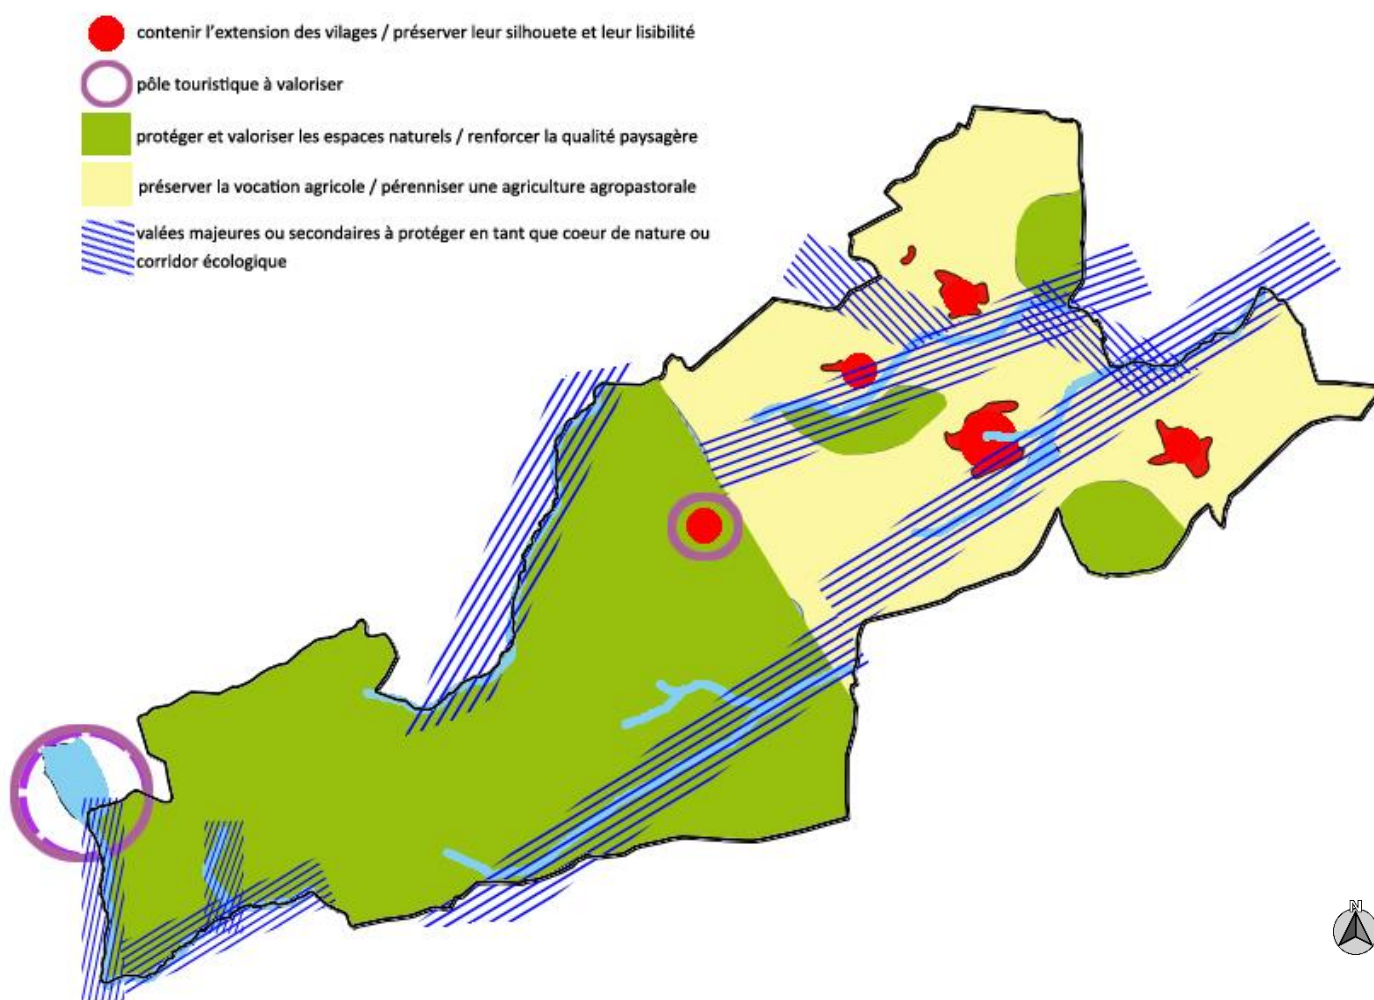 contenir l'extension des vilages / préserver leur silhouete et leur lisibilité
pôle touristique à valoriser
protéger et valoriser les espaces naturels / renforcer la qualité paysagère
préserver la vocation agricole / pérenniser une agriculture agropastorale
valées majeures ou secondaires à protéger en tant que coeur de nature ou
corridor écologique
N